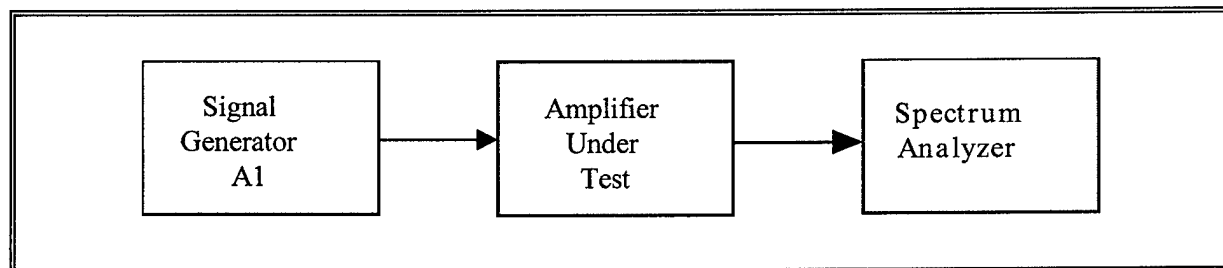 Signal
Generator
A1
Amplifier
Under
Test
Spectrum
Analyzer